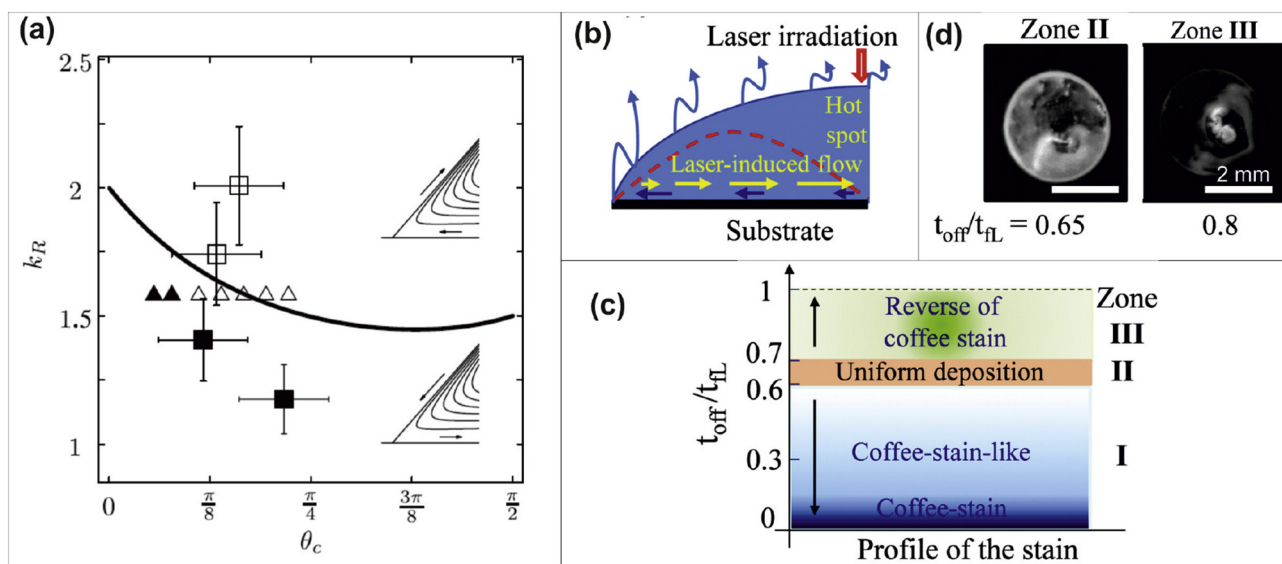 (a)
2.5
2
1.5
1
k_R
0
π/8
π/4
3π/8
π/2
θ_c
(b)
Laser irradiation
Hot
spot
Laser-induced flow
Substrate
(d)
Zone II
Zone III
2 mm
t_off/t_fL = 0.65
0.8
(c)
t_off/t_fL
1
0.7
0.6
0.3
0
Zone
Reverse of
coffee stain
III
Uniform deposition
II
Coffee-stain-like
I
Coffee-stain
Profile of the stain